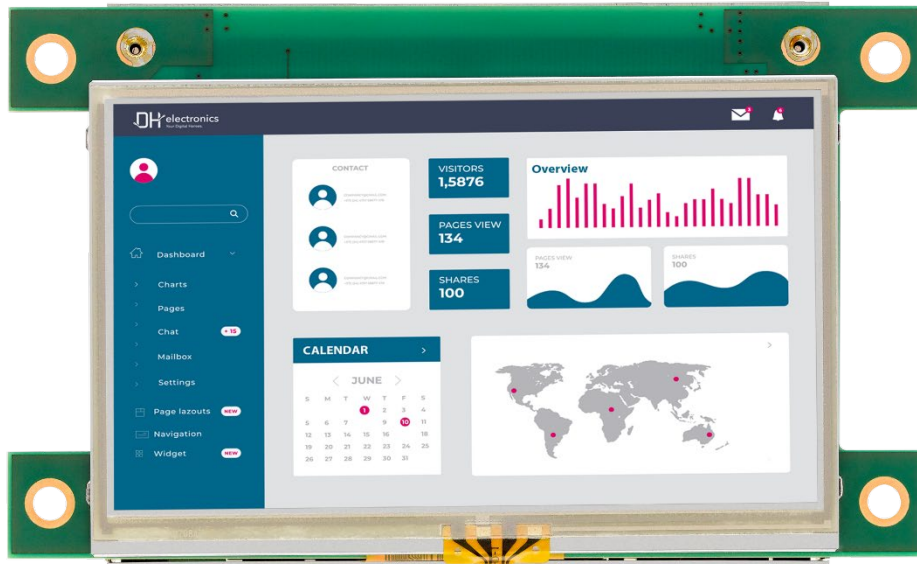 DH electronics
Your Digital Heroes
Dashboard
Charts
Pages
Chat
+ 15
Mailbox
Settings
Page lazouts
NEW
Navigation
Widget
NEW
CONTACT
VISITORS
1,5876
PAGES VIEW
134
SHARES
100
Overview
PAGES VIEW
134
SHARES
100
CALENDAR
JUNE
S M T W T F S
1 2 3 4
5 6 7 9 10 11
12 13 14 15 16 18
19 20 21 22 23 24 25
26 27 28 29 30 31